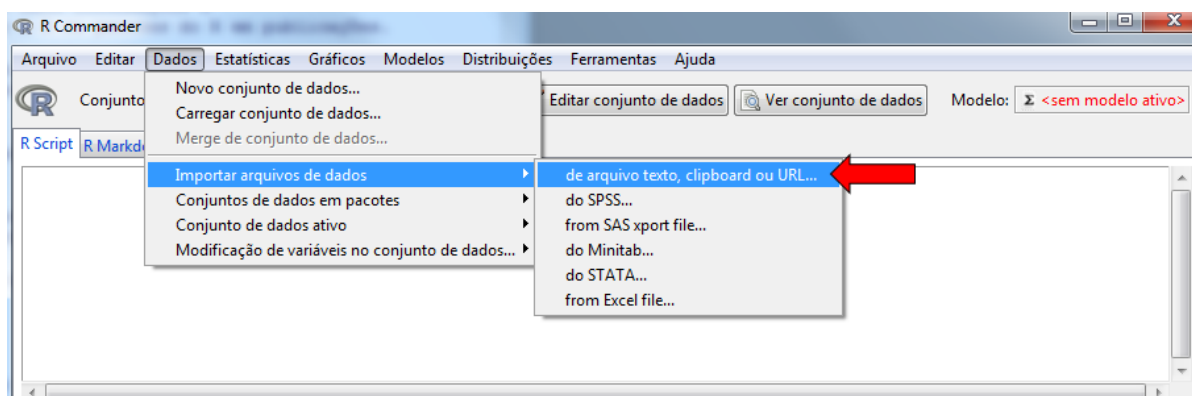 R Commander
Arquivo Editar Dados Estatísticas Gráficos Modelos Distribuições Ferramentas Ajuda
Conjunto Editar conjunto de dados Ver conjunto de dados Modelo: Σ <sem modelo ativo>
R Script R Markd
Novo conjunto de dados...
Carregar conjunto de dados...
Merge de conjunto de dados...
Importar arquivos de dados
Conjuntos de dados em pacotes
Conjunto de dados ativo
Modificação de variáveis no conjunto de dados...
de arquivo texto, clipboard ou URL...
do SPSS...
from SAS xport file...
do Minitab...
do STATA...
from Excel file...